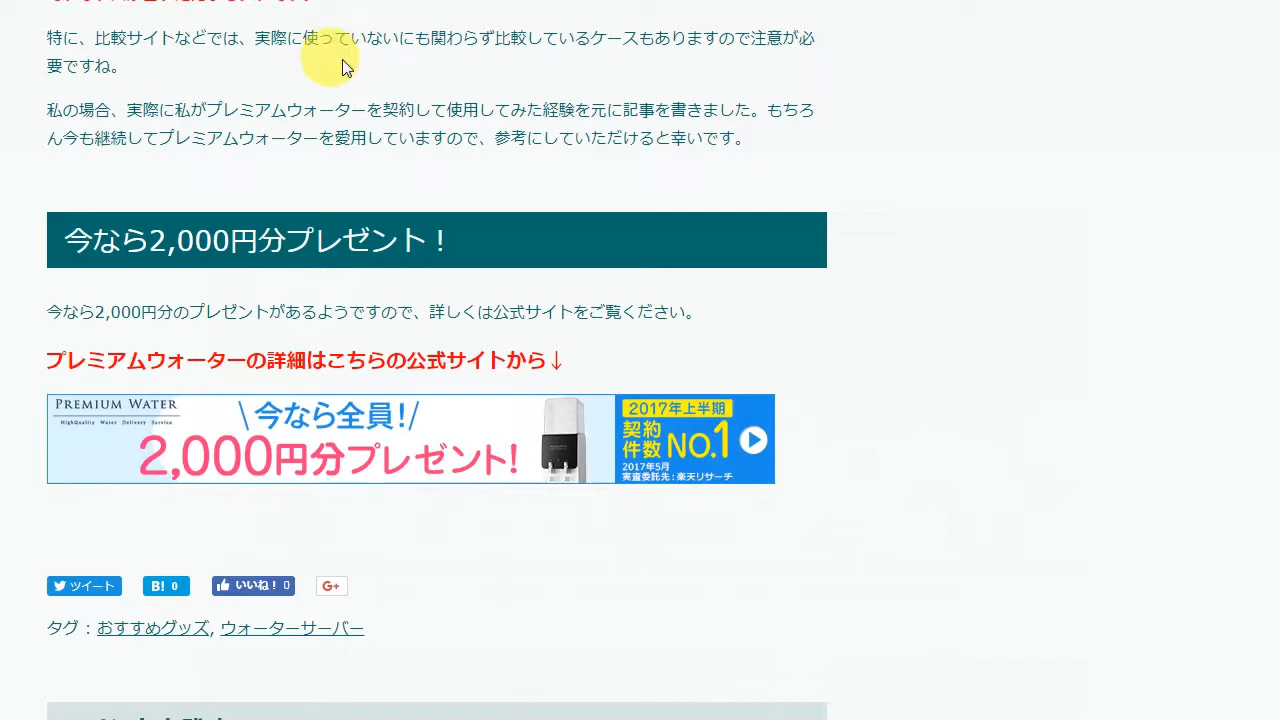 特に、比較サイトなどでは、実際に使っていないにも関わらず比較しているケースもありますので注意が必
要ですね。
私の場合、実際に私がプレミアムウォーターを契約して使用してみた経験を元に記事を書きました。もちろ
ん今も継続してプレミアムウォーターを愛用していますので、参考にしていただけると幸いです。
今なら2,000円分プレゼント！
今なら2,000円分のプレゼントがあるようですので、詳しくは公式サイトをご覧ください。
プレミアムウォーターの詳細はこちらの公式サイトから↓
PREMIUM WATER
HighQuality Water Delivery Service
\今なら全員!/
2,000円分プレゼント!
2017年上半期
契約
件数 NO.1
2017年5月
実査委託先：楽天リサーチ
ツイート B! 0 いいね！ 0 G+
タグ：おすすめグッズ, ウォーターサーバー